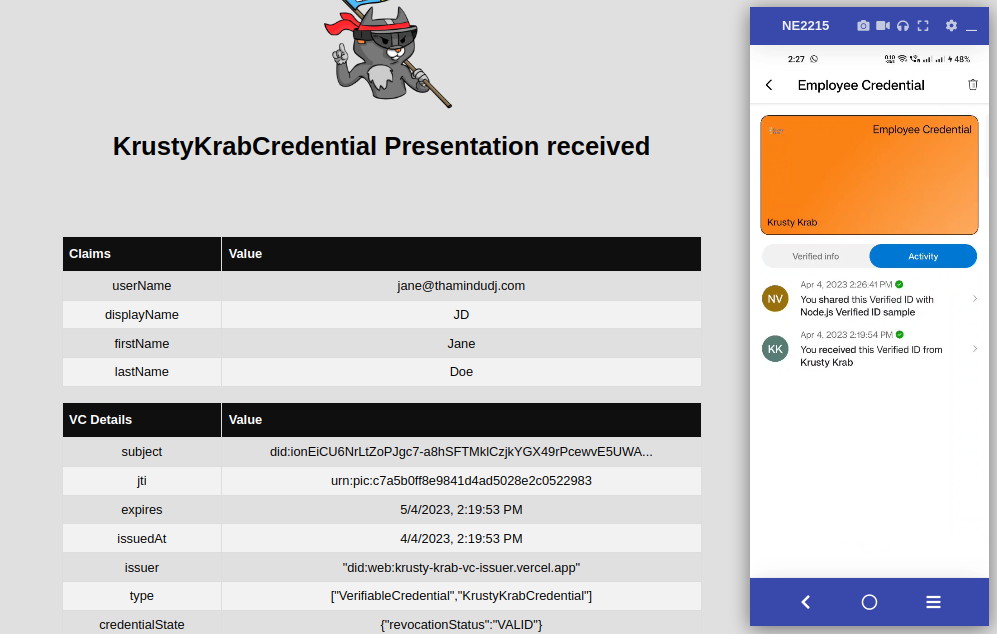 KrustyKrabCredential Presentation received
Claims Value
userName jane@thamindudj.com
displayName JD
firstName Jane
lastName Doe
VC Details Value
subject did:ionEiCU6NrLtZoPJgc7-a8hSFTMklCzjkYGX49rPcewvE5UWA...
jti urn:pic:c7a5b0ff8e9841d4ad5028e2c0522983
expires 5/4/2023, 2:19:53 PM
issuedAt 4/4/2023, 2:19:53 PM
issuer "did:web:krusty-krab-vc-issuer.vercel.app"
type ["VerifiableCredential","KrustyKrabCredential"]
credentialState {"revocationStatus":"VALID"}
NE2215
2:27 48%
Employee Credential
Employee Credential
Krusty Krab
Verified info Activity
NV
Apr 4, 2023 2:26:41 PM
You shared this Verified ID with
Node.js Verified ID sample
KK
Apr 4, 2023 2:19:54 PM
You received this Verified ID from
Krusty Krab